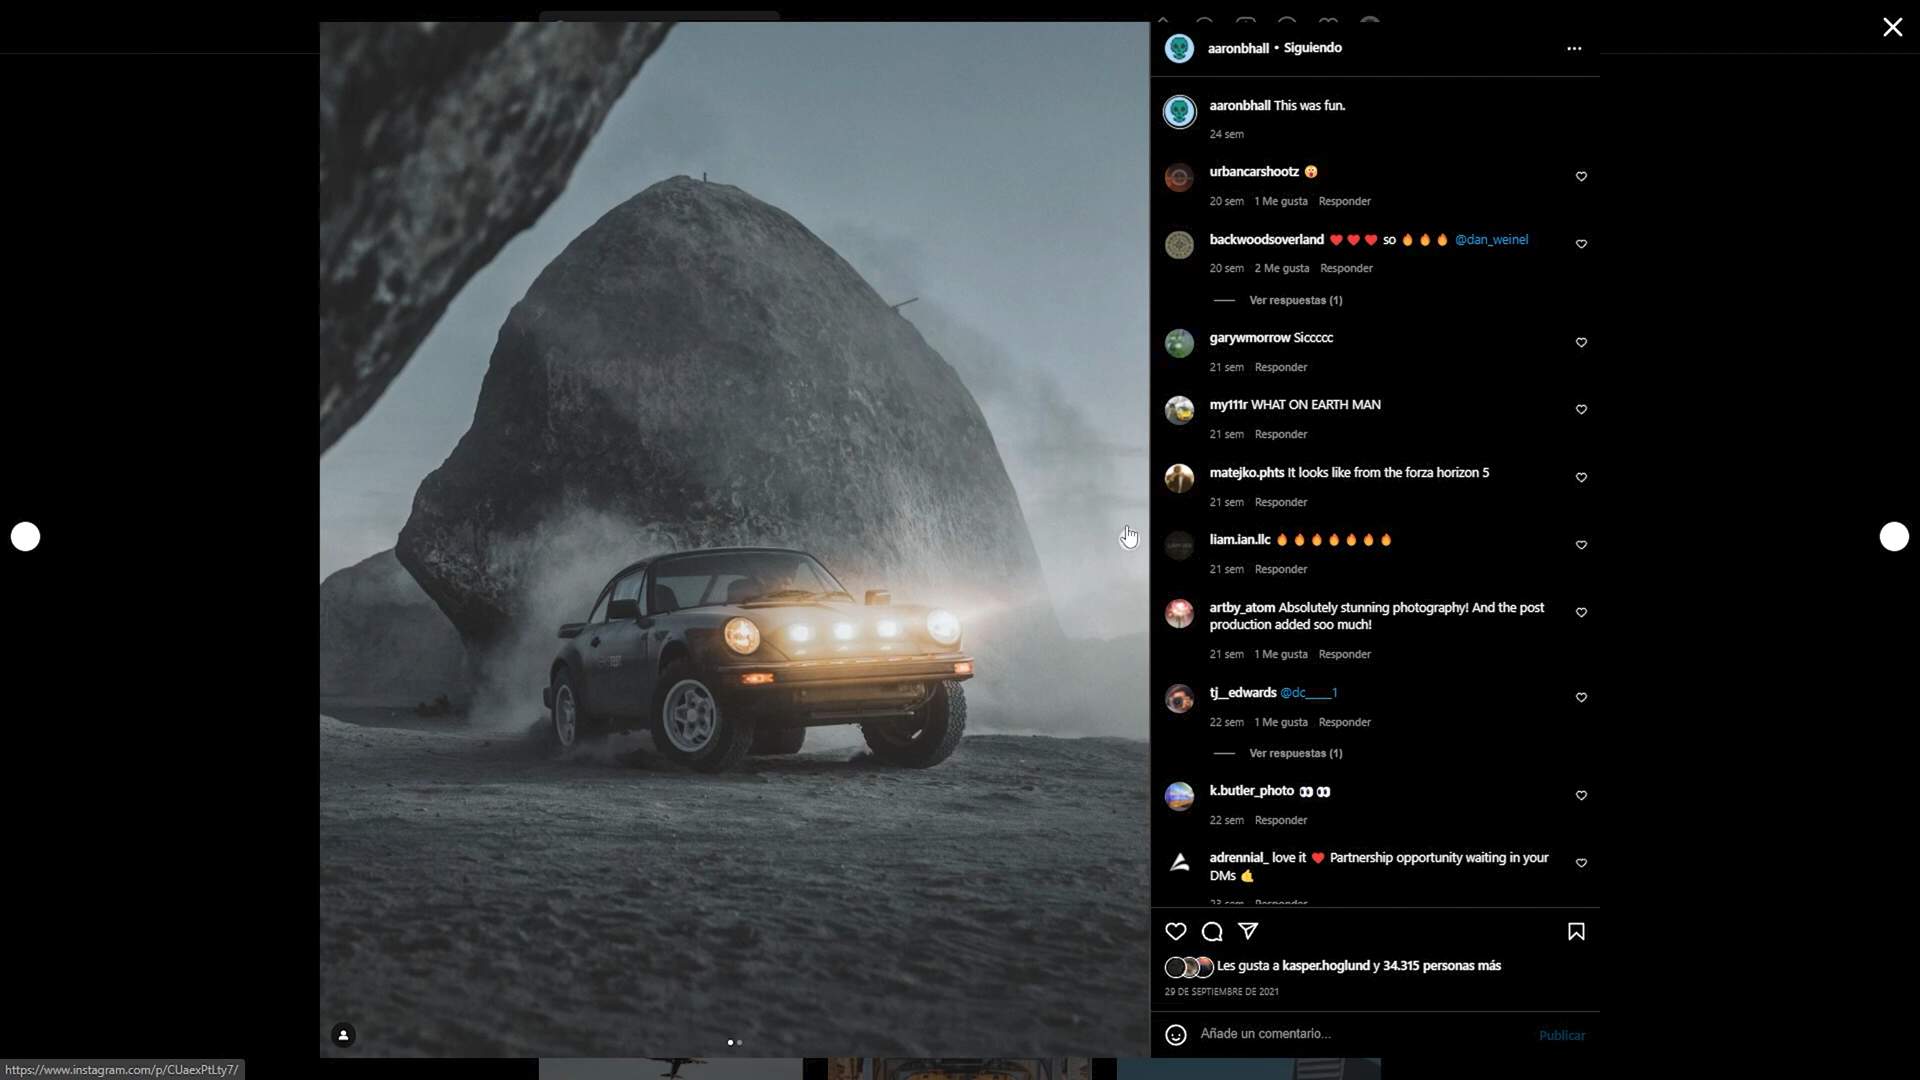 aaronbhall • Siguiendo
aaronbhall This was fun.
24 sem
urbancarshootz 😲
20 sem 1 Me gusta Responder
backwoodsoverland ❤️❤️❤️ so 🔥🔥🔥 @dan_weinel
20 sem 2 Me gusta Responder
Ver respuestas (1)
garywmorrow Siccccc
21 sem Responder
my111r WHAT ON EARTH MAN
21 sem Responder
matejko.phts It looks like from the forza horizon 5
21 sem Responder
liam.ian.llc 🔥🔥🔥🔥🔥🔥🔥
21 sem Responder
artby_atom Absolutely stunning photography! And the post
production added soo much!
21 sem 1 Me gusta Responder
tj__edwards @dc_____1
22 sem 1 Me gusta Responder
Ver respuestas (1)
k.butler_photo 👀👀
22 sem Responder
adrennial_ love it ❤️ Partnership opportunity waiting in your
DMs 🤙
23 sem Responder
Les gusta a kasper.hoglund y 34.315 personas más
29 DE SEPTIEMBRE DE 2021
Añade un comentario...
Publicar
https://www.instagram.com/p/CUaexPtLty7/